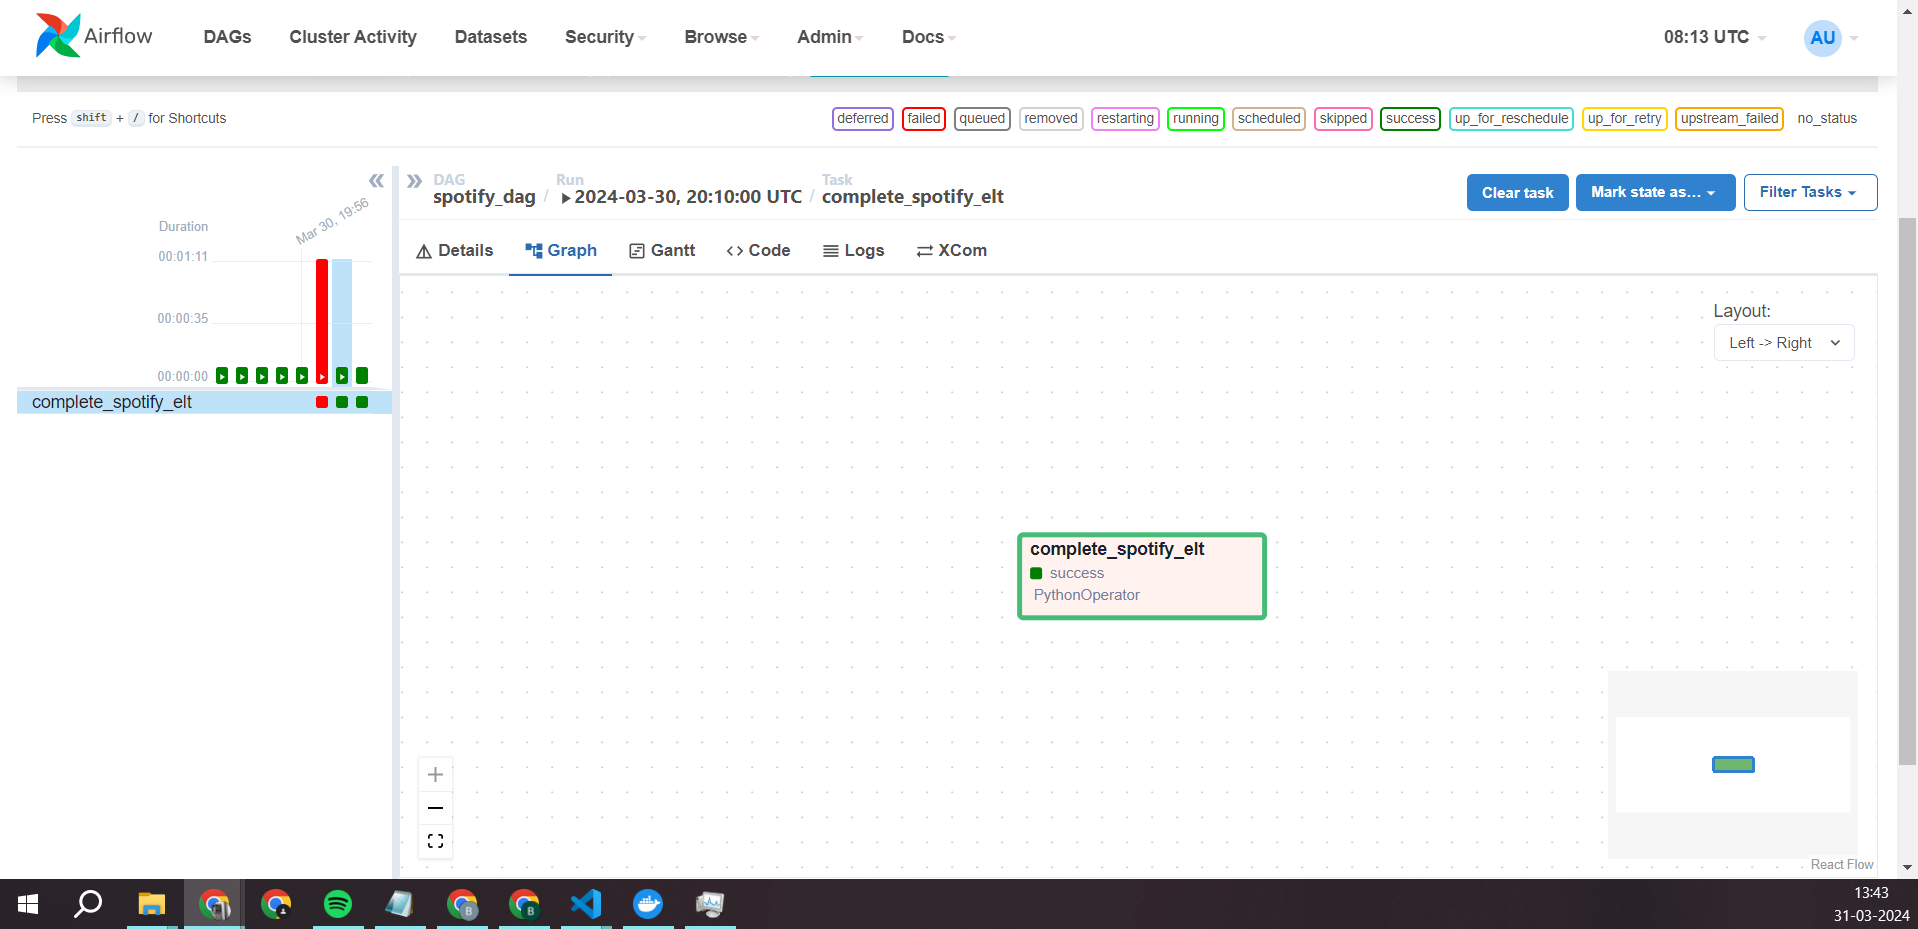 Airflow DAGs Cluster Activity Datasets Security Browse Admin Docs 08:13 UTC AU
Press shift + / for Shortcuts deferred failed queued removed restarting running scheduled skipped success up_for_reschedule up_for_retry upstream_failed no_status
DAG Run Task
spotify_dag / 2024-03-30, 20:10:00 UTC / complete_spotify_elt Clear task Mark state as... Filter Tasks
Mar 30, 19:56
Duration
00:01:11
00:00:35
00:00:00
complete_spotify_elt
Details Graph Gantt Code Logs XCom
Layout:
Left -> Right
complete_spotify_elt
success
PythonOperator
React Flow
B B
13:43
31-03-2024